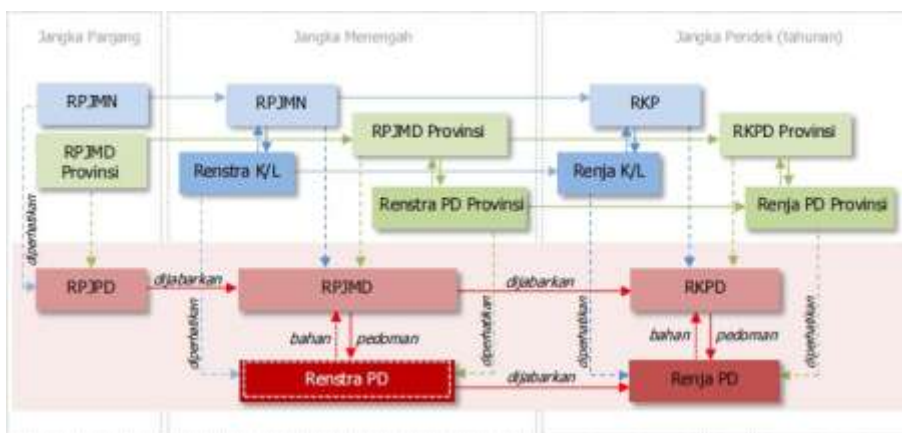 Jangka Panjang
Jangka Menengah
Jangka Pendek (tahunan)
RPJMN
RPJMN
RKP
RPJMD Provinsi
RKPD Provinsi
RPJMD
Provinsi
Renstra K/L
Renja K/L
Renstra PD Provinsi
Renja PD Provinsi
diperhatikan
RPJPD
dijabarkan
RPJMD
dijabarkan
RKPD
diperhatikan
bahan
pedoman
diperhatikan
diperhatikan
bahan
pedoman
diperhatikan
Renstra PD
dijabarkan
Renja PD